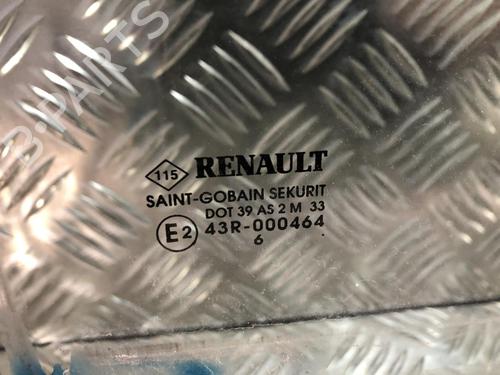 B-PARTS
115 RENAULT
SAINT-GOBAIN SEKURIT
DOT 39 AS 2 M 33
E2 43R-000464
6